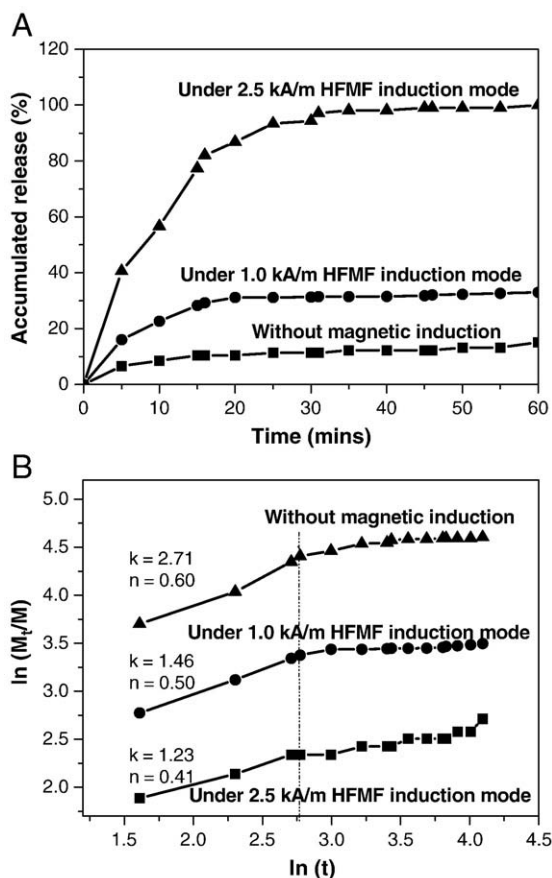 A
120
100
80
60
40
20
0
Accumulated release (%)
Under 2.5 kA/m HFMF induction mode
Under 1.0 kA/m HFMF induction mode
Without magnetic induction
0 10 20 30 40 50 60
Time (mins)
B
5.0
4.5
4.0
3.5
3.0
2.5
2.0
ln (Mt/M)
Without magnetic induction
k = 2.71
n = 0.60
Under 1.0 kA/m HFMF induction mode
k = 1.46
n = 0.50
k = 1.23
n = 0.41
Under 2.5 kA/m HFMF induction mode
1.5 2.0 2.5 3.0 3.5 4.0 4.5
ln (t)